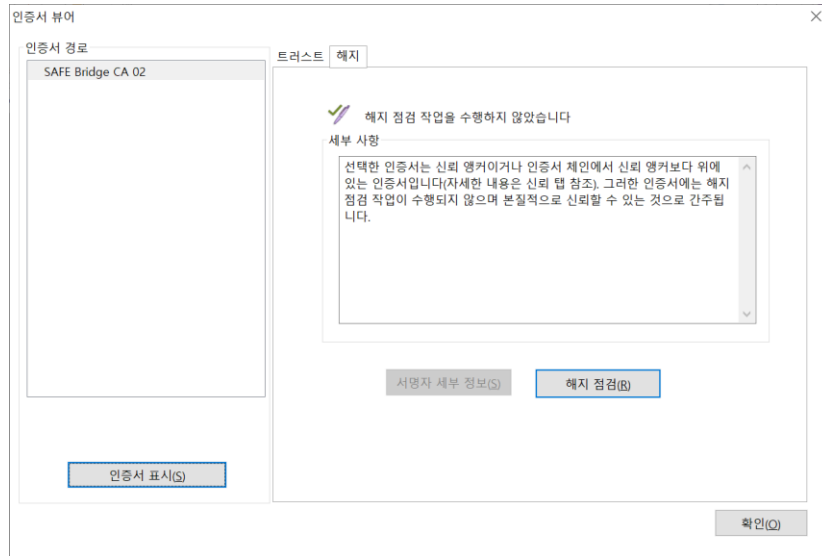 인증서 뷰어
인증서 경로
SAFE Bridge CA 02
트러스트
해지
해지 점검 작업을 수행하지 않았습니다
세부 사항
선택한 인증서는 신뢰 앵커이거나 인증서 체인에서 신뢰 앵커보다 위에
있는 인증서입니다(자세한 내용은 신뢰 탭 참조). 그러한 인증서에는 해지
점검 작업이 수행되지 않으며 본질적으로 신뢰할 수 있는 것으로 간주됩
니다.
서명자 세부 정보(S)
해지 점검(R)
인증서 표시(S)
확인(O)